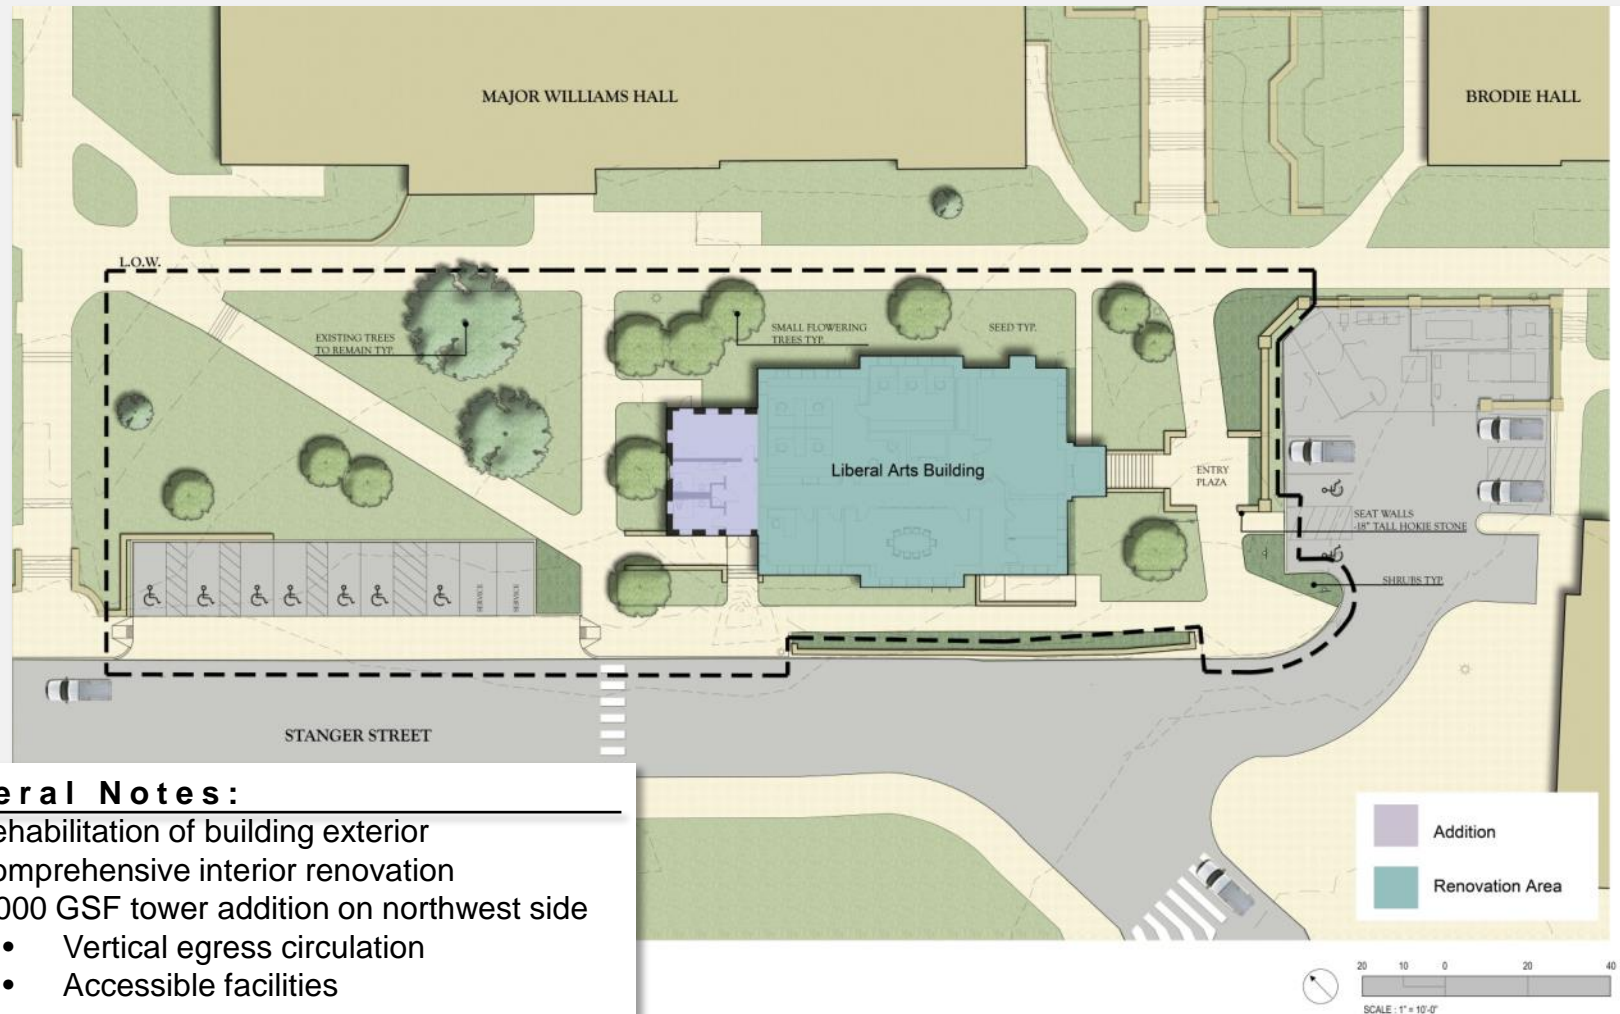 MAJOR WILLIAMS HALL
BRODIE HALL
L.O.W.
EXISTING TREES
TO REMAIN TYP.
SMALL FLOWERING
TREES TYP.
SEED TYP.
Liberal Arts Building
ENTRY
PLAZA
SEAT WALLS
-18" TALL HOKIE STONE
SHRUBS TYP
SERVICE
SERVICE
STANGER STREET
eral Notes:
ehabilitation of building exterior
omprehensive interior renovation
000 GSF tower addition on northwest side
• Vertical egress circulation
• Accessible facilities
Addition
Renovation Area
20 10 0 20 40
SCALE : 1" = 10'-0"